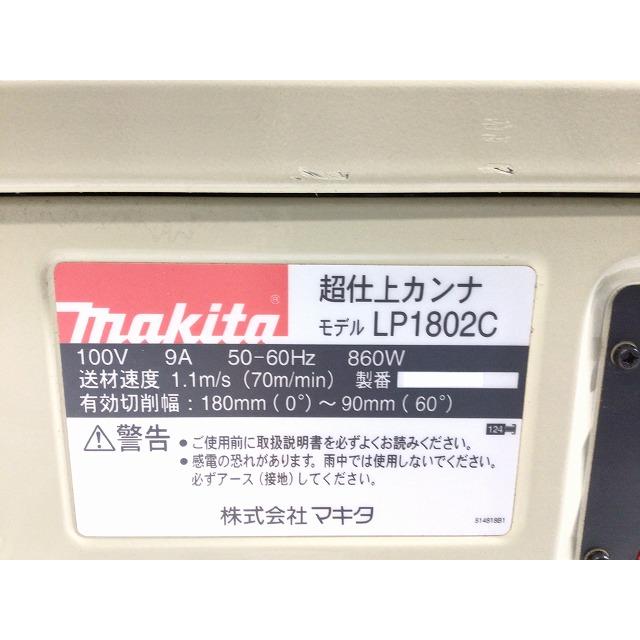 makita®
超仕上カンナ
モデル LP1802C
100V 9A 50-60Hz 860W
送材速度 1.1m/s (70m/min) 製番
有効切削幅:180mm ( 0°) ~90mm ( 60°)
124
⚠警告 ●ご使用前に取扱説明書を必ずよくお読みください。
●感電の恐れがあります。雨中では使用しないでください。
必ずアース (接地) してください。
株式会社 マキタ
814818B1